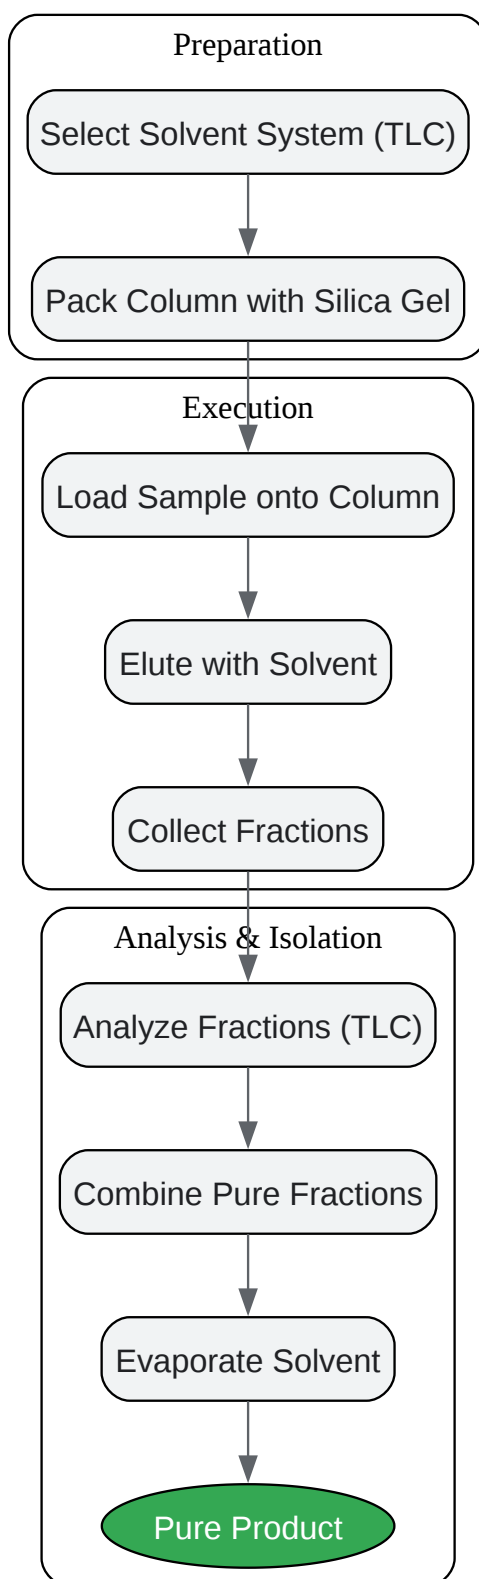 Preparation
Select Solvent System (TLC)
Pack Column with Silica Gel
Execution
Load Sample onto Column
Elute with Solvent
Collect Fractions
Analysis & Isolation
Analyze Fractions (TLC)
Combine Pure Fractions
Evaporate Solvent
Pure Product